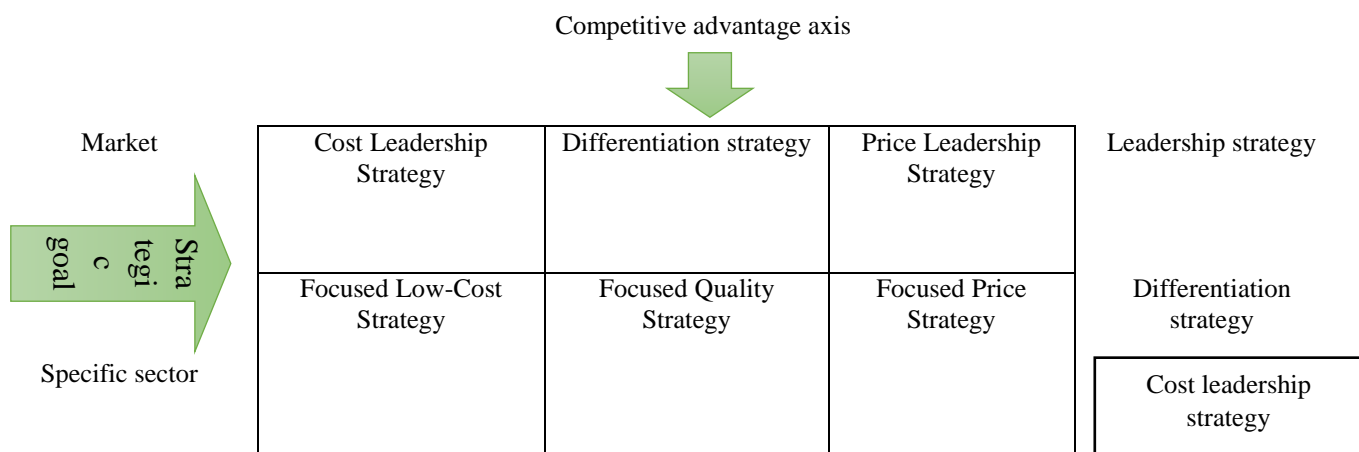 Competitive advantage axis
Market
Cost Leadership
Strategy
Differentiation strategy
Price Leadership
Strategy
Leadership strategy
Stra
tegi
c
goal
Focused Low-Cost
Strategy
Focused Quality
Strategy
Focused Price
Strategy
Differentiation
strategy
Specific sector
Cost leadership
strategy